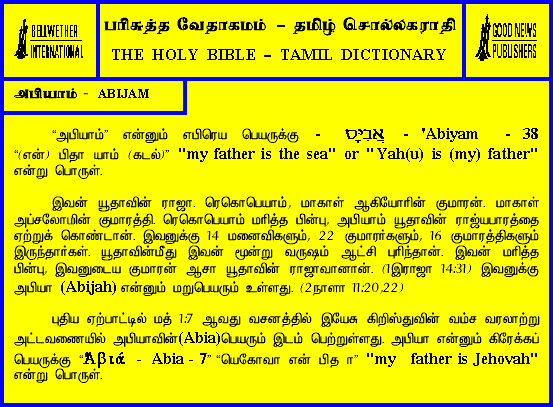 BELLWETHER
INTERNATIONAL
பரிசுத்த வேதாகமம் – தமிழ் சொல்லகராதி
THE HOLY BIBLE – TAMIL DICTIONARY
GOOD NEWS
PUBLISHERS
அபியாம் - ABIJAM
“அபியாம்” என்னும் எபிரெய பெயருக்கு - אֲבִיָּם - 'Abiyam - 38
“(என்) பிதா யாம் (கடல்)” "my father is the sea" or "Yah(u) is (my) father"
என்று பொருள்.
இவன் யூதாவின் ராஜா. ரெகொபெயாம், மாகாள் ஆகியோரின் குமாரன். மாகாள்
அப்சலோமின் குமாரத்தி. ரெகொபெயாம் மரித்த பின்பு, அபியாம் யூதாவின் ராஜ்யபாரத்தை
ஏற்றுக் கொண்டான். இவனுக்கு 14 மனைவிகளும், 22 குமாரர்களும், 16 குமாரத்திகளும்
இருந்தார்கள். யூதாவின்மீது இவன் மூன்று வருஷம் ஆட்சி புரிந்தான். இவன் மரித்த
பின்பு, இவனுடைய குமாரன் ஆசா யூதாவின் ராஜாவானான். (1இராஜா 14:31) இவனுக்கு
அபியா (Abijah) என்னும் மறுபெயரும் உள்ளது. (2நாளா 11:20,22)
புதிய ஏற்பாட்டில் மத் 1:7 ஆவது வசனத்தில் இயேசு கிறிஸ்துவின் வம்ச வரலாற்று
அட்டவணையில் அபியாவின்(Abia)பெயரும் இடம் பெற்றுள்ளது. அபியா என்னும் கிரேக்கப்
பெயருக்கு “Ἀβιά - Abia - 7” “யெகோவா என் பித ா” "my father is Jehovah"
என்று பொருள்.